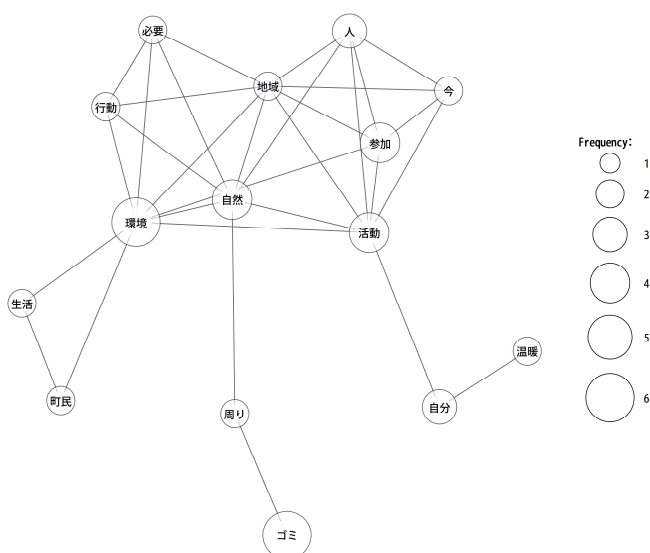 必要
人
地域
今
行動
参加
自然
環境
活動
生活
町民
周り
自分
温暖
ゴミ
Frequency:
1
2
3
4
5
6